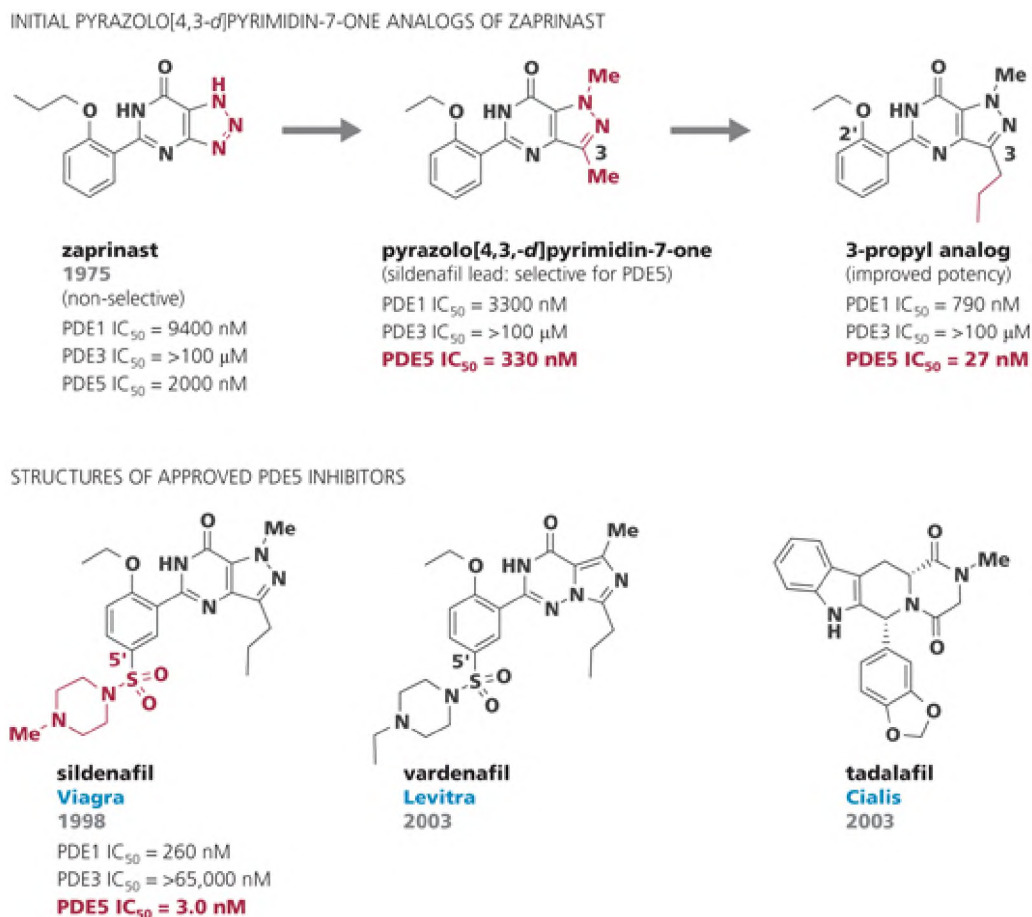 INITIAL PYRAZOLO[4,3-d]PYRIMIDIN-7-ONE ANALOGS OF ZAPRINAST
O
H
N
HN
O
N
N
N
O
Me
N
HN
O
N
N
3
Me
O
Me
N
HN
O
2'
N
N
3
zaprinast
1975
(non-selective)
PDE1 IC50 = 9400 nM
PDE3 IC50 = >100 μM
PDE5 IC50 = 2000 nM
pyrazolo[4,3,-d]pyrimidin-7-one
(sildenafil lead: selective for PDE5)
PDE1 IC50 = 3300 nM
PDE3 IC50 = >100 μM
PDE5 IC50 = 330 nM
3-propyl analog
(improved potency)
PDE1 IC50 = 790 nM
PDE3 IC50 = >100 μM
PDE5 IC50 = 27 nM
STRUCTURES OF APPROVED PDE5 INHIBITORS
O
Me
N
HN
O
N
N
5'
S
O
O
N
N
Me
O
Me
HN
O
N
N
N
5'
S
O
O
N
N
O
Me
N
N
NH
O
O
O
sildenafil
Viagra
1998
PDE1 IC50 = 260 nM
PDE3 IC50 = >65,000 nM
PDE5 IC50 = 3.0 nM
vardenafil
Levitra
2003
tadalafil
Cialis
2003